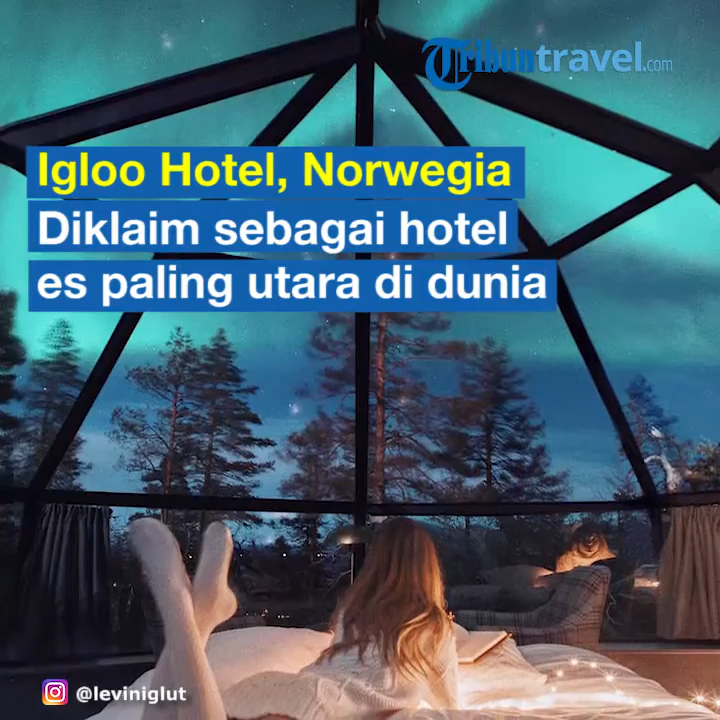 Tribuntravel.com
Igloo Hotel, Norwegia
Diklaim sebagai hotel
es paling utara di dunia
@leviniglut